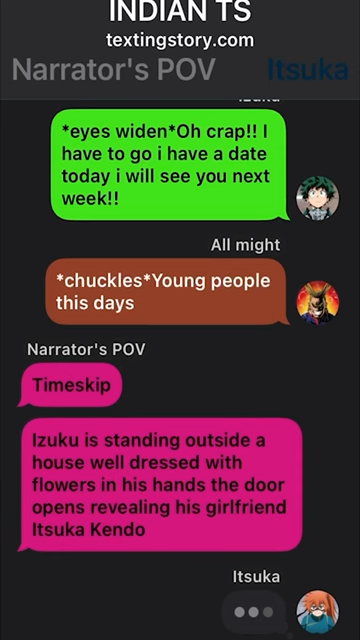 INDIAN TS
textingstory.com
Narrator's POV Itsuka
Izuku
*eyes widen*Oh crap!! I
have to go i have a date
today i will see you next
week!!
All might
*chuckles*Young people
this days
Narrator's POV
Timeskip
Izuku is standing outside a
house well dressed with
flowers in his hands the door
opens revealing his girlfriend
Itsuka Kendo
Itsuka